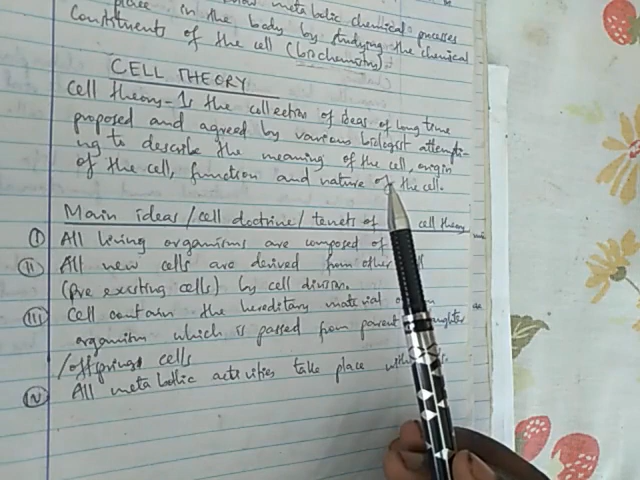 place in the body by studying the chemical
Constituents of the cell (biochemistry).
CELL THEORY
Cell theory - Is the collection of ideas of long time
proposed and agreed by various biologist attempti-
ng to describe the meaning of the cell, origin
of the cell, function and nature of the cell.
Main ideas / cell doctrine / tenets of cell theory
(I) All living organisms are composed of
(II) All new cells are derived from other
(pre existing cells) by cell division.
(III) Cell contain the hereditary material
organism which is passed from parent
/offsprings cells
(IV) All metabolic activities take place